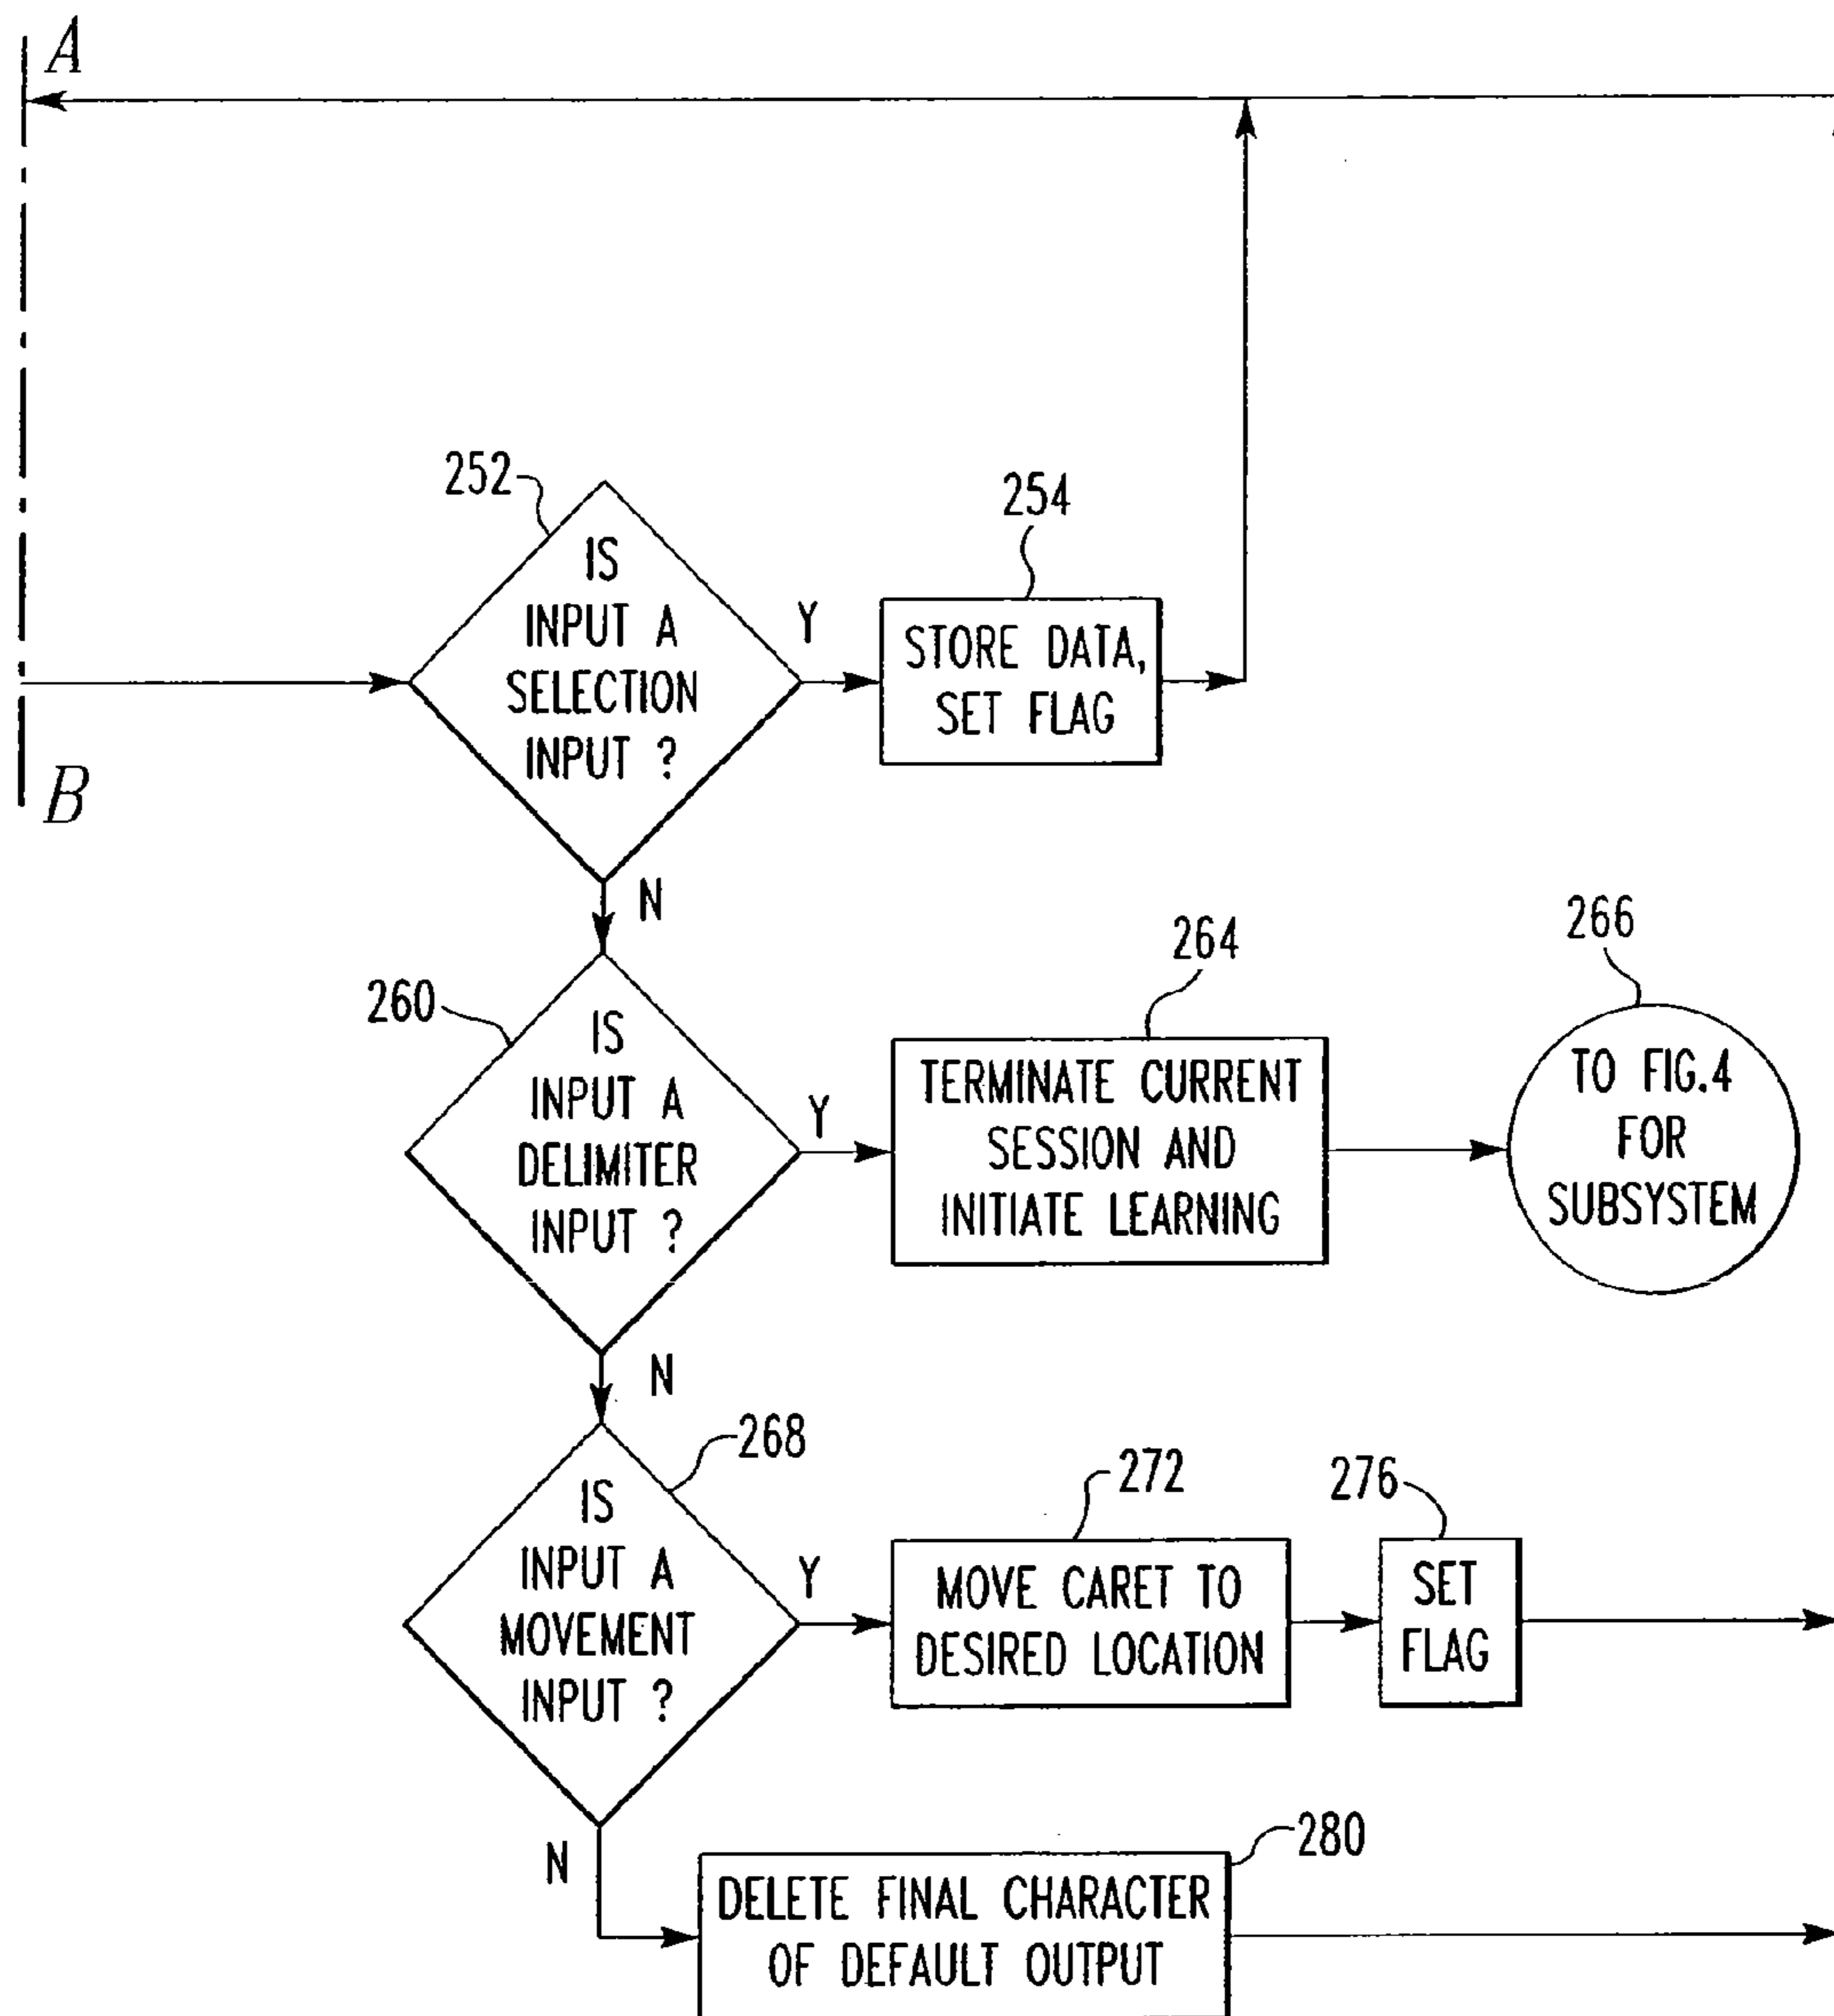 A
252
254
IS
INPUT A
SELECTION
INPUT ?
Y
STORE DATA,
SET FLAG
B
N
264
266
260
IS
INPUT A
DELIMITER
INPUT ?
Y
TERMINATE CURRENT
SESSION AND
INITIATE LEARNING
TO FIG.4
FOR
SUBSYSTEM
N
268
272
276
IS
INPUT A
MOVEMENT
INPUT ?
Y
MOVE CARET TO
DESIRED LOCATION
SET
FLAG
N
280
DELETE FINAL CHARACTER
OF DEFAULT OUTPUT